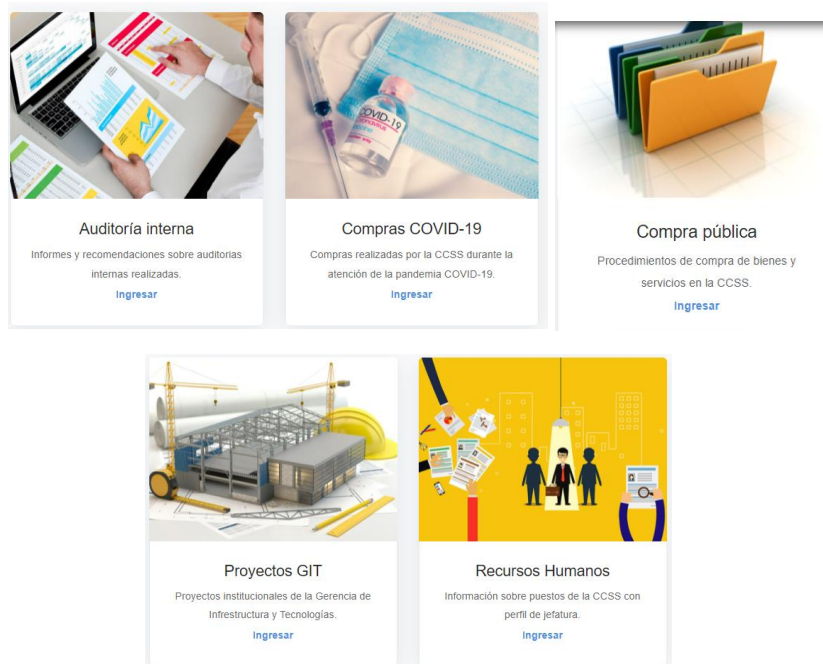 COVID-19
Auditoría interna
Informes y recomendaciones sobre auditorias
internas realizadas.
Ingresar
Compras COVID-19
Compras realizadas por la CCSS durante la
atención de la pandemia COVID-19.
Ingresar
Compra pública
Procedimientos de compra de bienes y
servicios en la CCSS.
Ingresar
Proyectos GIT
Proyectos institucionales de la Gerencia de
Infrestructura y Tecnologías.
Ingresar
Recursos Humanos
Información sobre puestos de la CCSS con
perfil de jefatura.
Ingresar